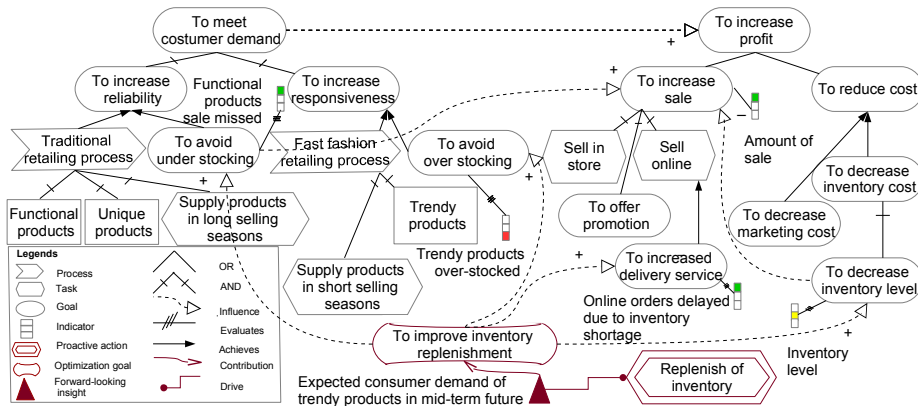 To meet
costumer demand
+
To increase
profit
To increase
reliability
Functional
products
sale missed
To increase
responsiveness
+
To increase
sale
To reduce cost
Traditional
retailing process
To avoid
under stocking
Fast fashion
retailing process
To avoid
over stocking
+
Sell in
store
Sell
online
–
Amount of
sale
+
Functional
products
Unique
products
Supply products
in long selling
seasons
Trendy
products
To offer
promotion
+
To decrease
inventory cost
To decrease
marketing cost
Trendy products
over-stocked
Supply products
in short selling
seasons
+
To increased
delivery service
To decrease
inventory level
Online orders delayed
due to inventory
shortage
+
Inventory
level
To improve inventory
replenishment
Expected consumer demand of
trendy products in mid-term future
Replenish of
inventory
Legends
Process
Task
Goal
Indicator
Proactive action
Optimization goal
Forward-looking
insight
OR
AND
Influence
Evaluates
Achieves
Contribution
Drive